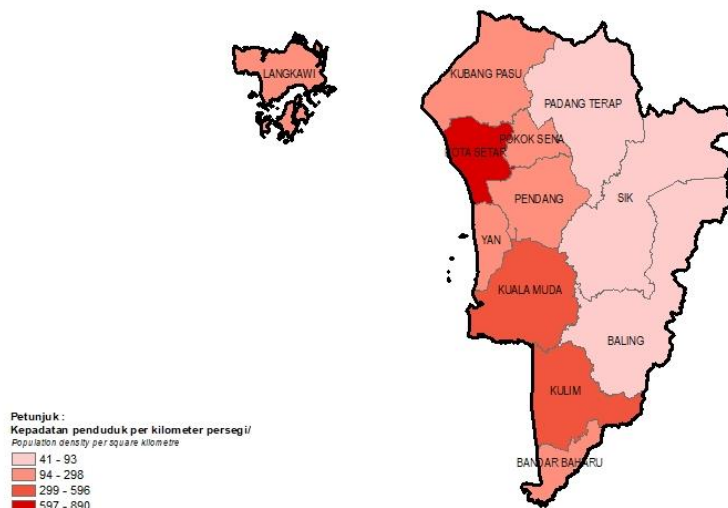 LANGKAWI
KUBANG PASU
PADANG TERAP
POKOK SENA
KOTA SETAR
SIK
PENDANG
YAN
KUALA MUDA
BALING
KULIM
BANDAR BAHARU
Petunjuk :
Kepadatan penduduk per kilometer persegi/
Population density per square kilometre
41 - 93
94 - 298
299 - 596
597 - 890